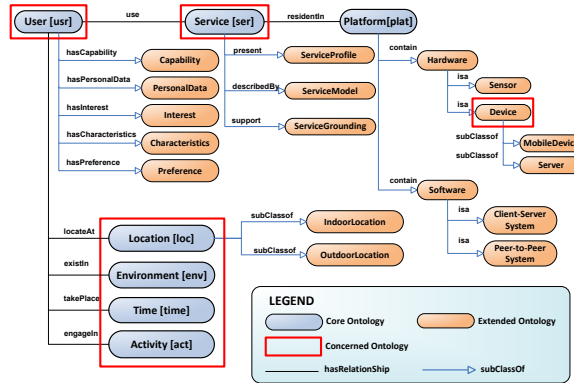 User [usr]
use
Service [ser]
residentIn
Platform[plat]
hasCapability
Capability
hasPersonalData
PersonalData
hasInterest
Interest
hasCharacteristics
Characteristics
hasPreference
Preference
present
ServiceProfile
describedBy
ServiceModel
support
ServiceGrounding
contain
Hardware
isa
Sensor
isa
Device
subClassof
MobileDevic
subClassof
Server
contain
Software
isa
Client-Server
System
isa
Peer-to-Peer
System
locateAt
Location [loc]
subClassof
IndoorLocation
subClassof
OutdoorLocation
existIn
Environment [env]
takePlace
Time [time]
engageIn
Activity [act]
LEGEND
Core Ontology
Extended Ontology
Concerned Ontology
hasRelationShip
subClassOf